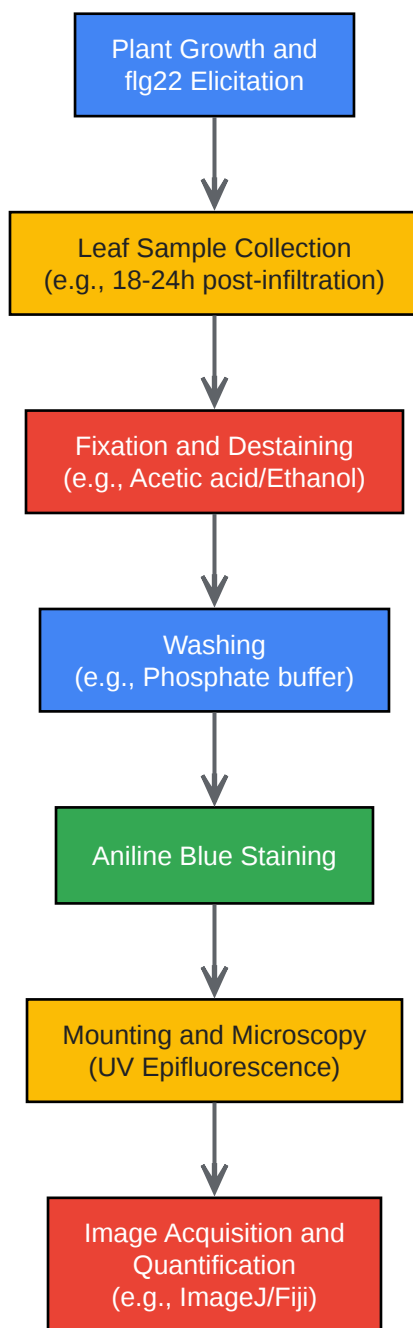 Plant Growth and
flg22 Elicitation
Leaf Sample Collection
(e.g., 18-24h post-infiltration)
Fixation and Destaining
(e.g., Acetic acid/Ethanol)
Washing
(e.g., Phosphate buffer)
Aniline Blue Staining
Mounting and Microscopy
(UV Epifluorescence)
Image Acquisition and
Quantification
(e.g., ImageJ/Fiji)